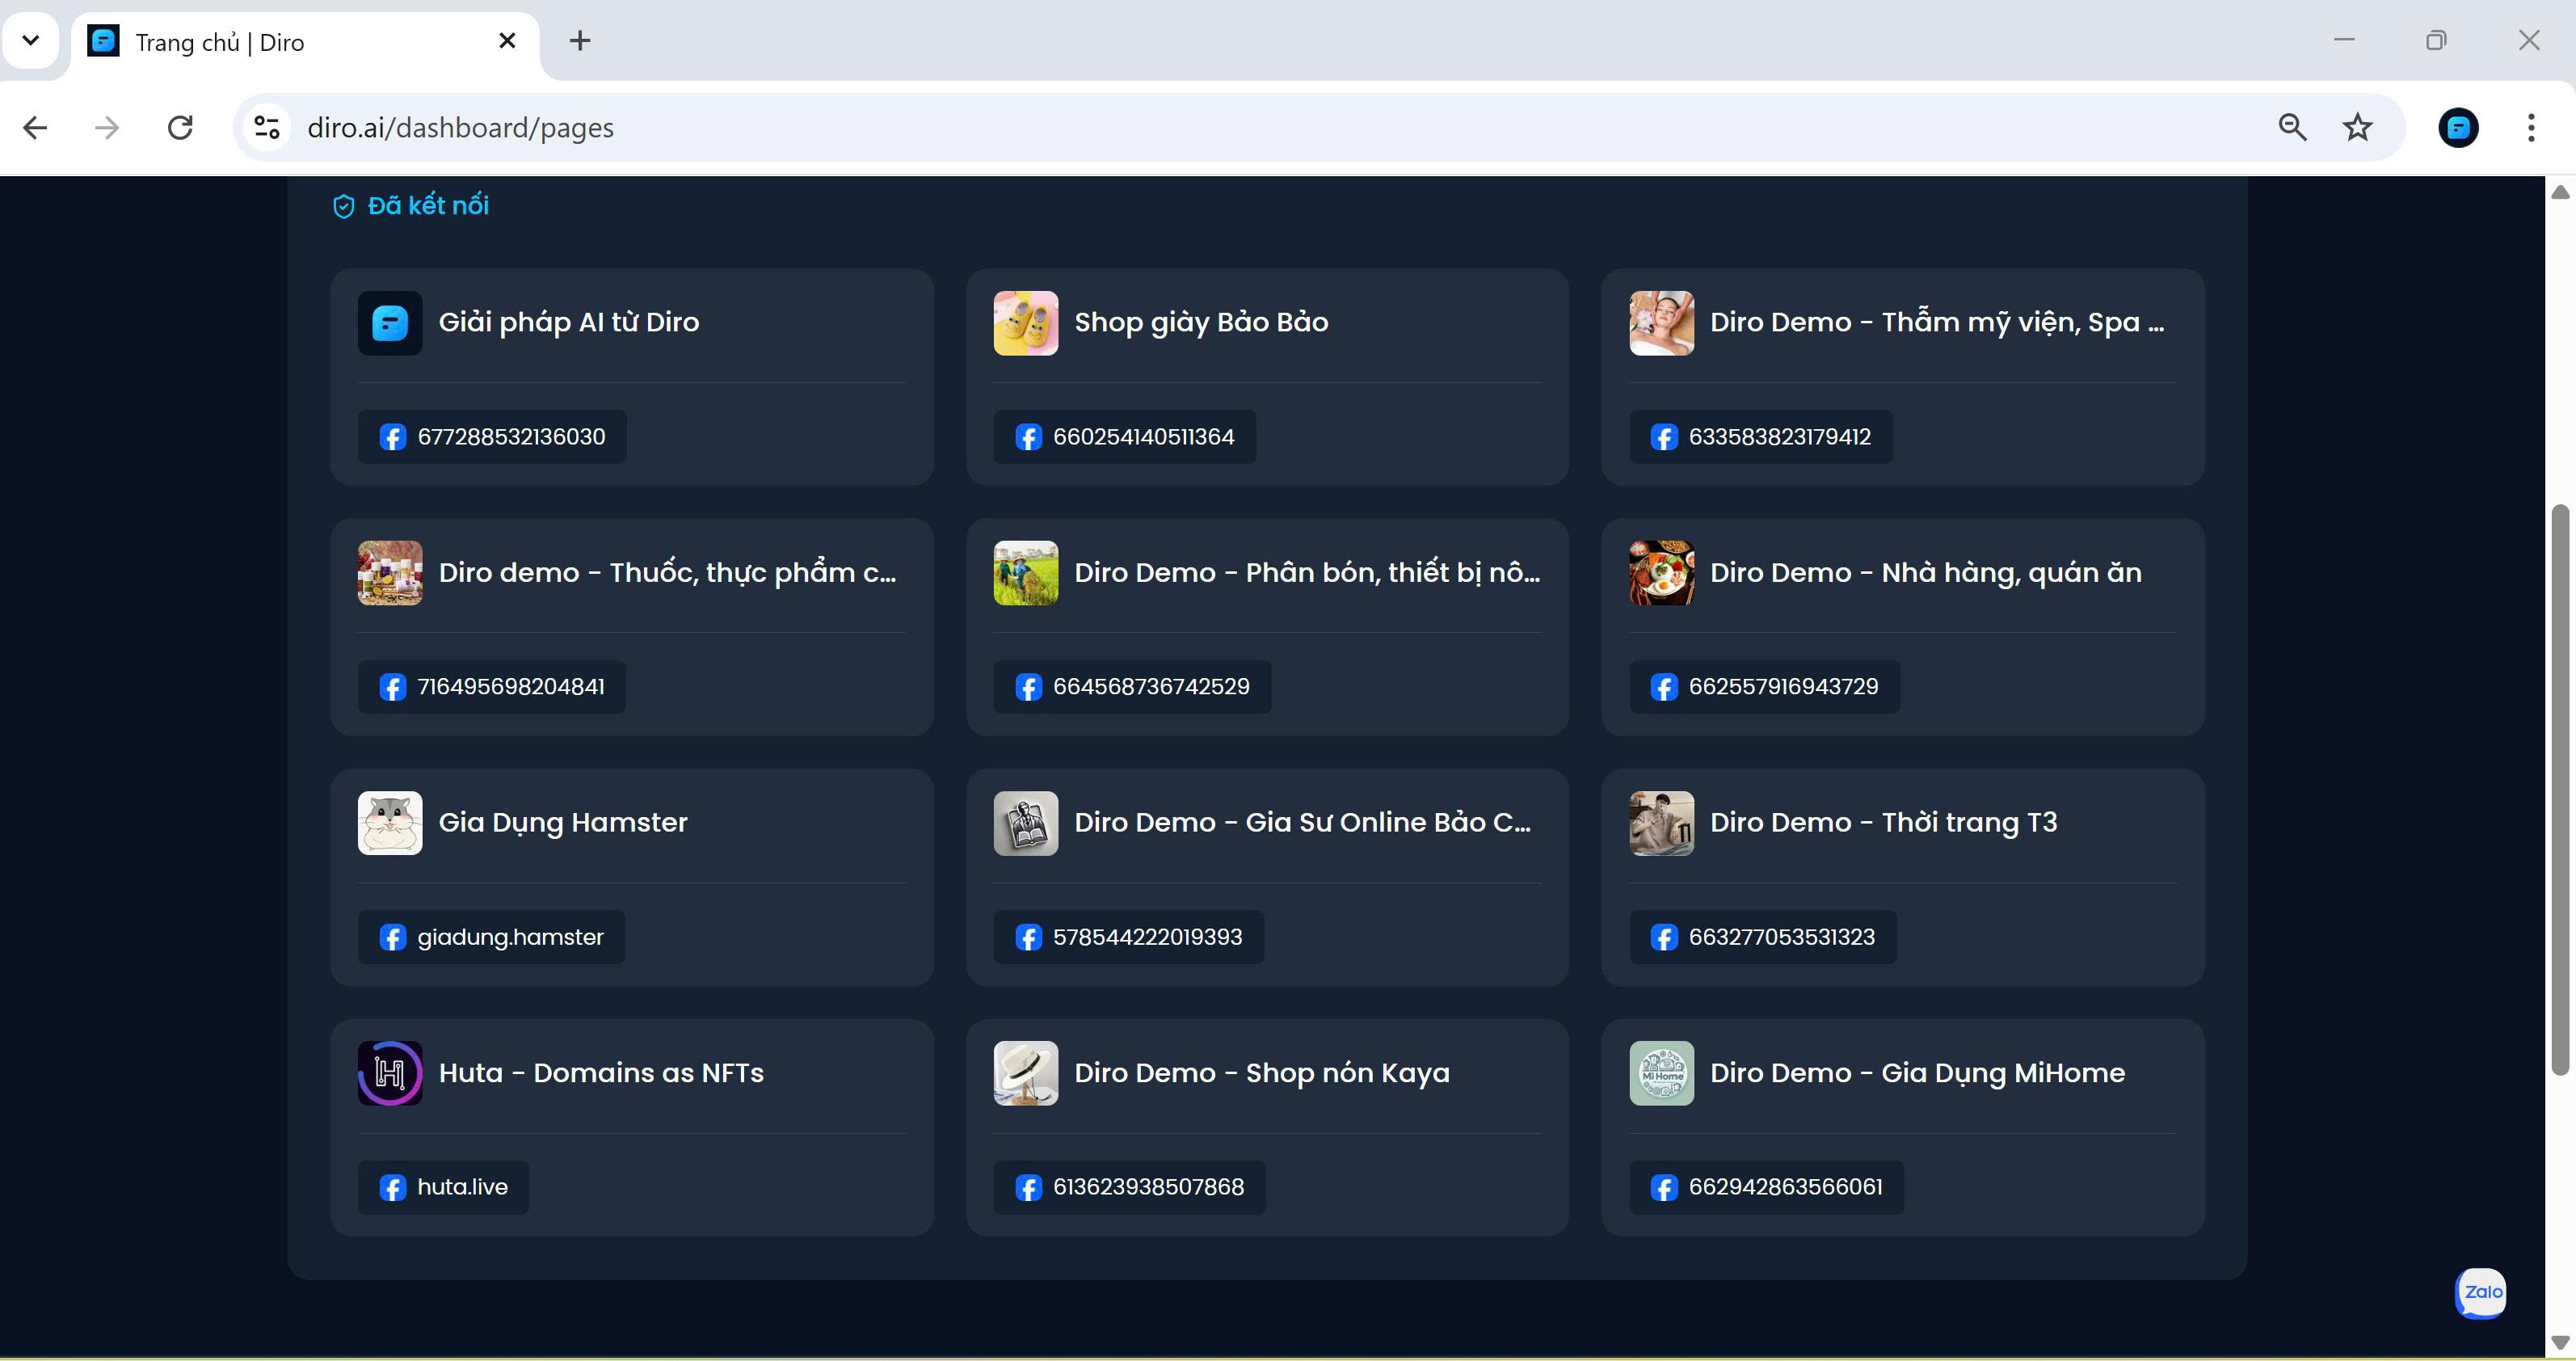 Trang chủ | Diro
diro.ai/dashboard/pages
Đã kết nối
Giải pháp AI từ Diro
677288532136030
Shop giày Bảo Bảo
660254140511364
Diro Demo - Thẩm mỹ viện, Spa ...
633583823179412
Diro demo - Thuốc, thực phẩm c...
716495698204841
Diro Demo - Phân bón, thiết bị nô...
664568736742529
Diro Demo - Nhà hàng, quán ăn
662557916943729
Gia Dụng Hamster
giadung.hamster
Diro Demo - Gia Sư Online Bảo C...
578544222019393
Diro Demo - Thời trang T3
663277053531323
Huta - Domains as NFTs
huta.live
Diro Demo - Shop nón Kaya
613623938507868
Mi Home
Diro Demo - Gia Dụng MiHome
662942863566061
Zalo